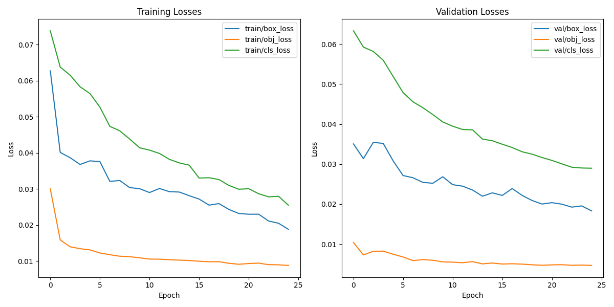 Training Losses
train/box_loss
train/obj_loss
train/cls_loss
0.07
0.06
0.05
0.04
0.03
0.02
0.01
Loss
0 5 10 15 20 25
Epoch
Validation Losses
val/box_loss
val/obj_loss
val/cls_loss
0.06
0.05
0.04
0.03
0.02
0.01
Loss
0 5 10 15 20 25
Epoch